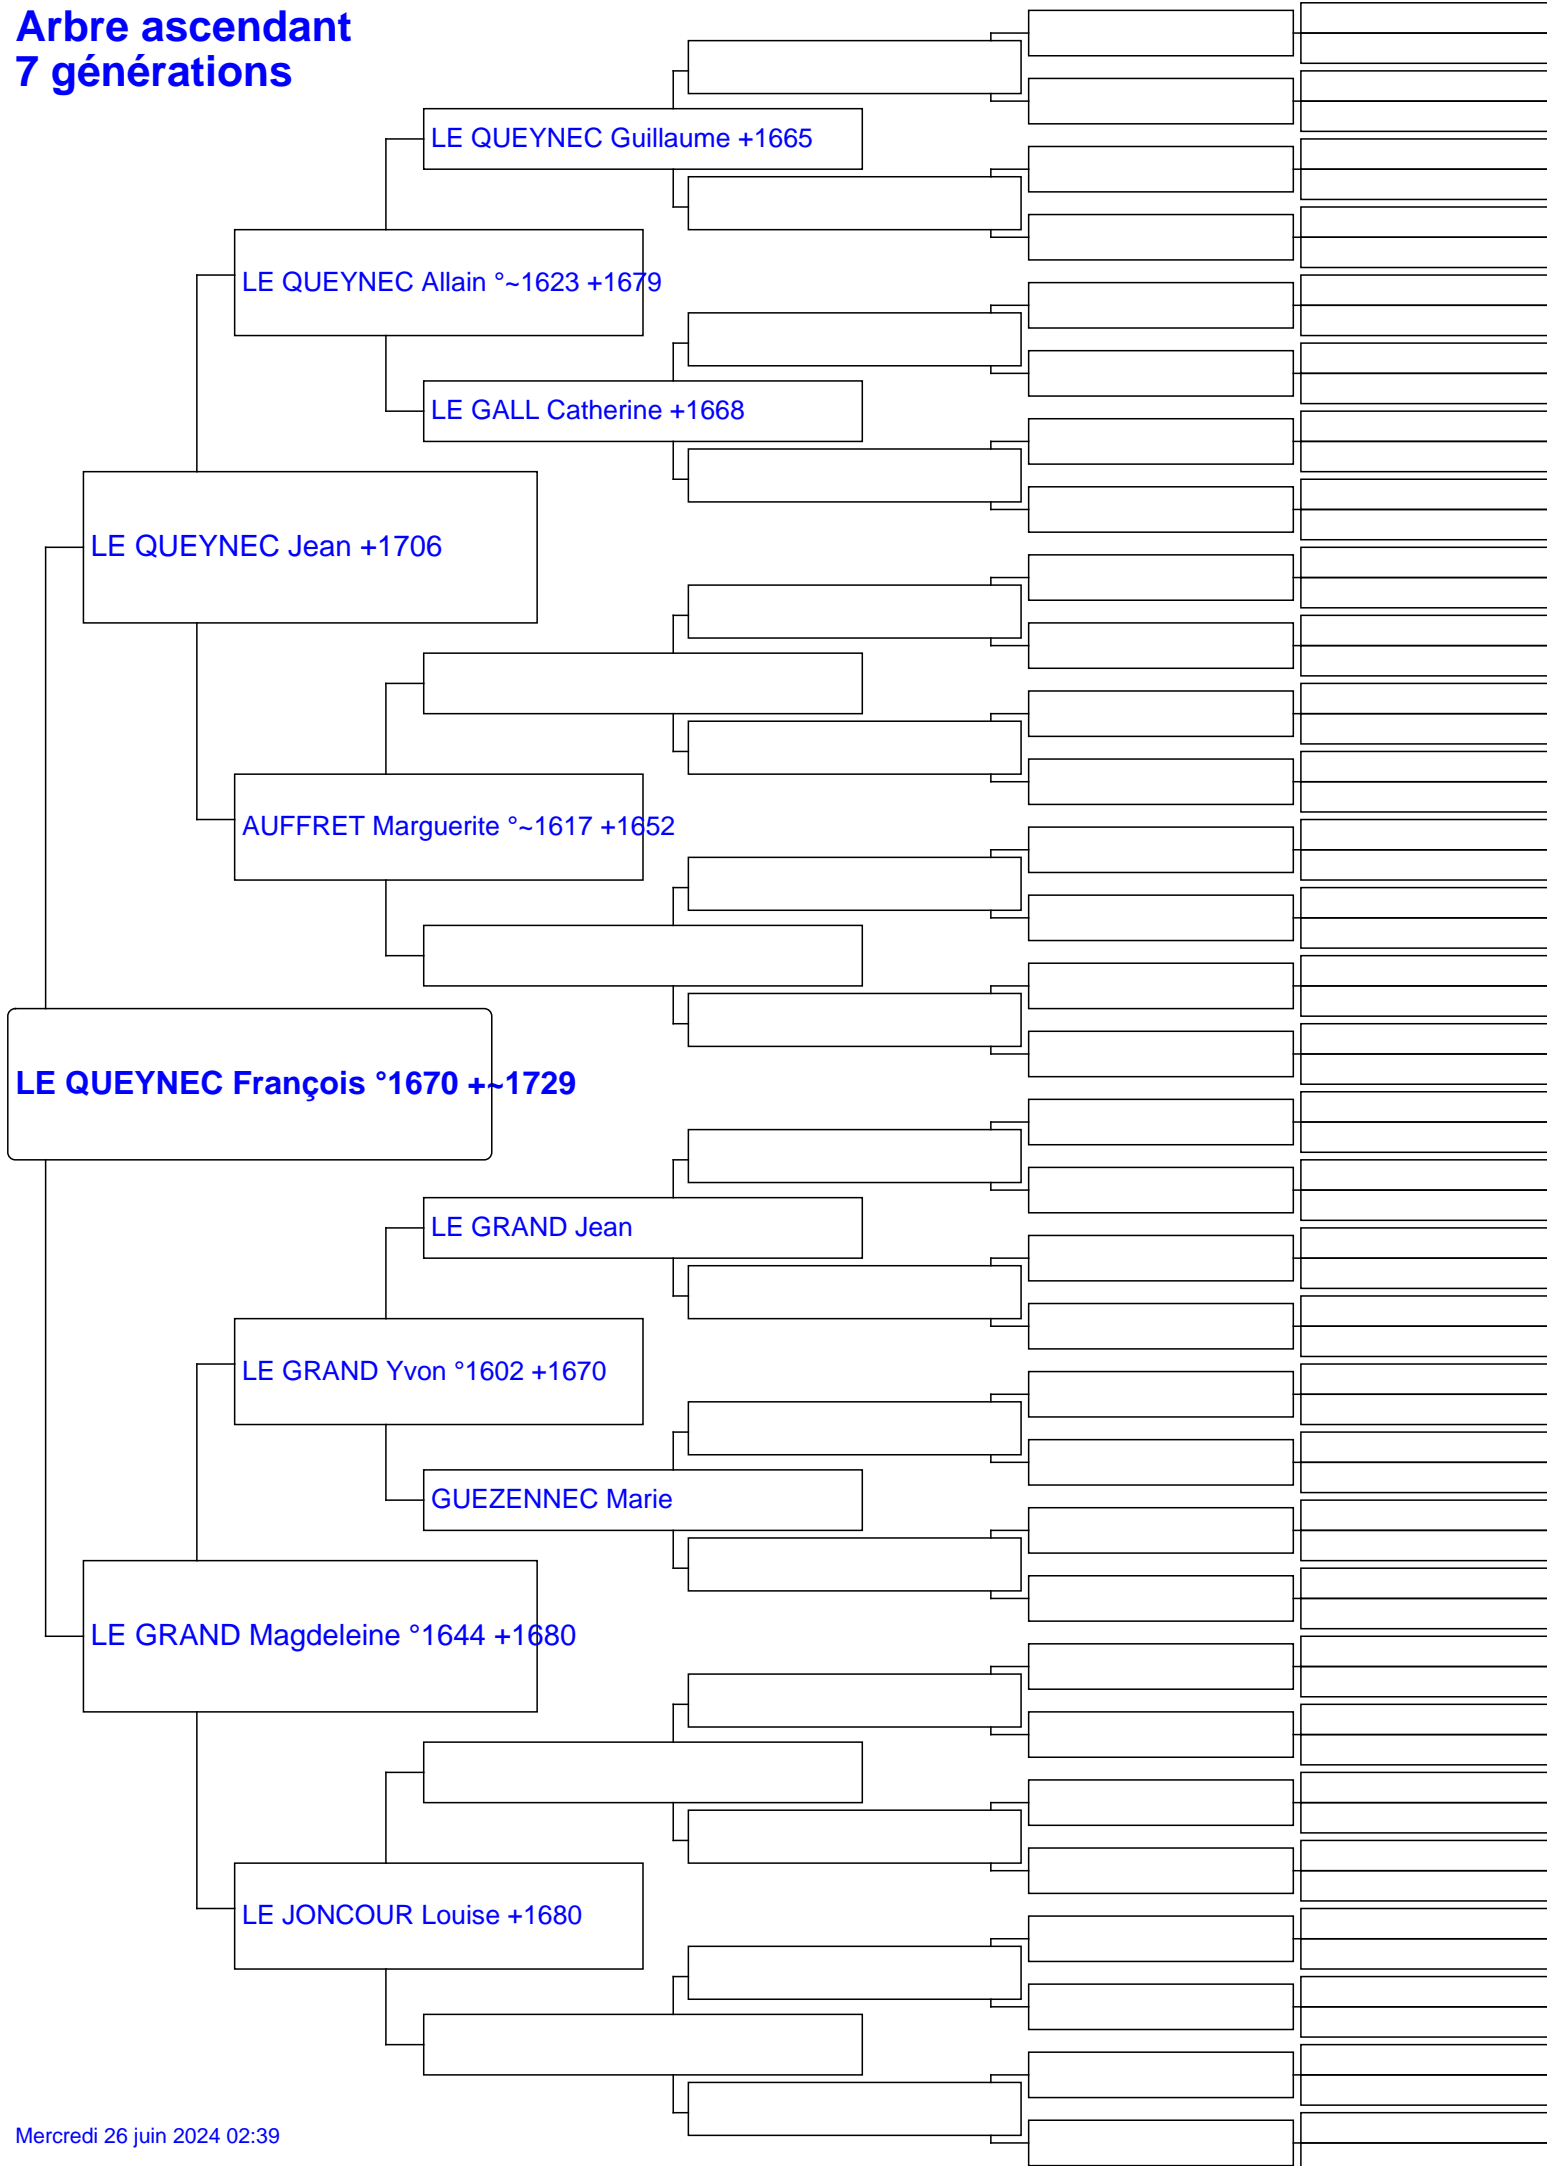 Arbre ascendant
7 générations
LE QUEYNEC Guillaume +1665
LE QUEYNEC Allain °~1623 +1679
LE GALL Catherine +1668
LE QUEYNEC Jean +1706
AUFFRET Marguerite °~1617 +1652
LE QUEYNEC François °1670 +~1729
LE GRAND Jean
LE GRAND Yvon °1602 +1670
GUEZENNEC Marie
LE GRAND Magdeleine °1644 +1680
LE JONCOUR Louise +1680
Mercredi 26 juin 2024 02:39